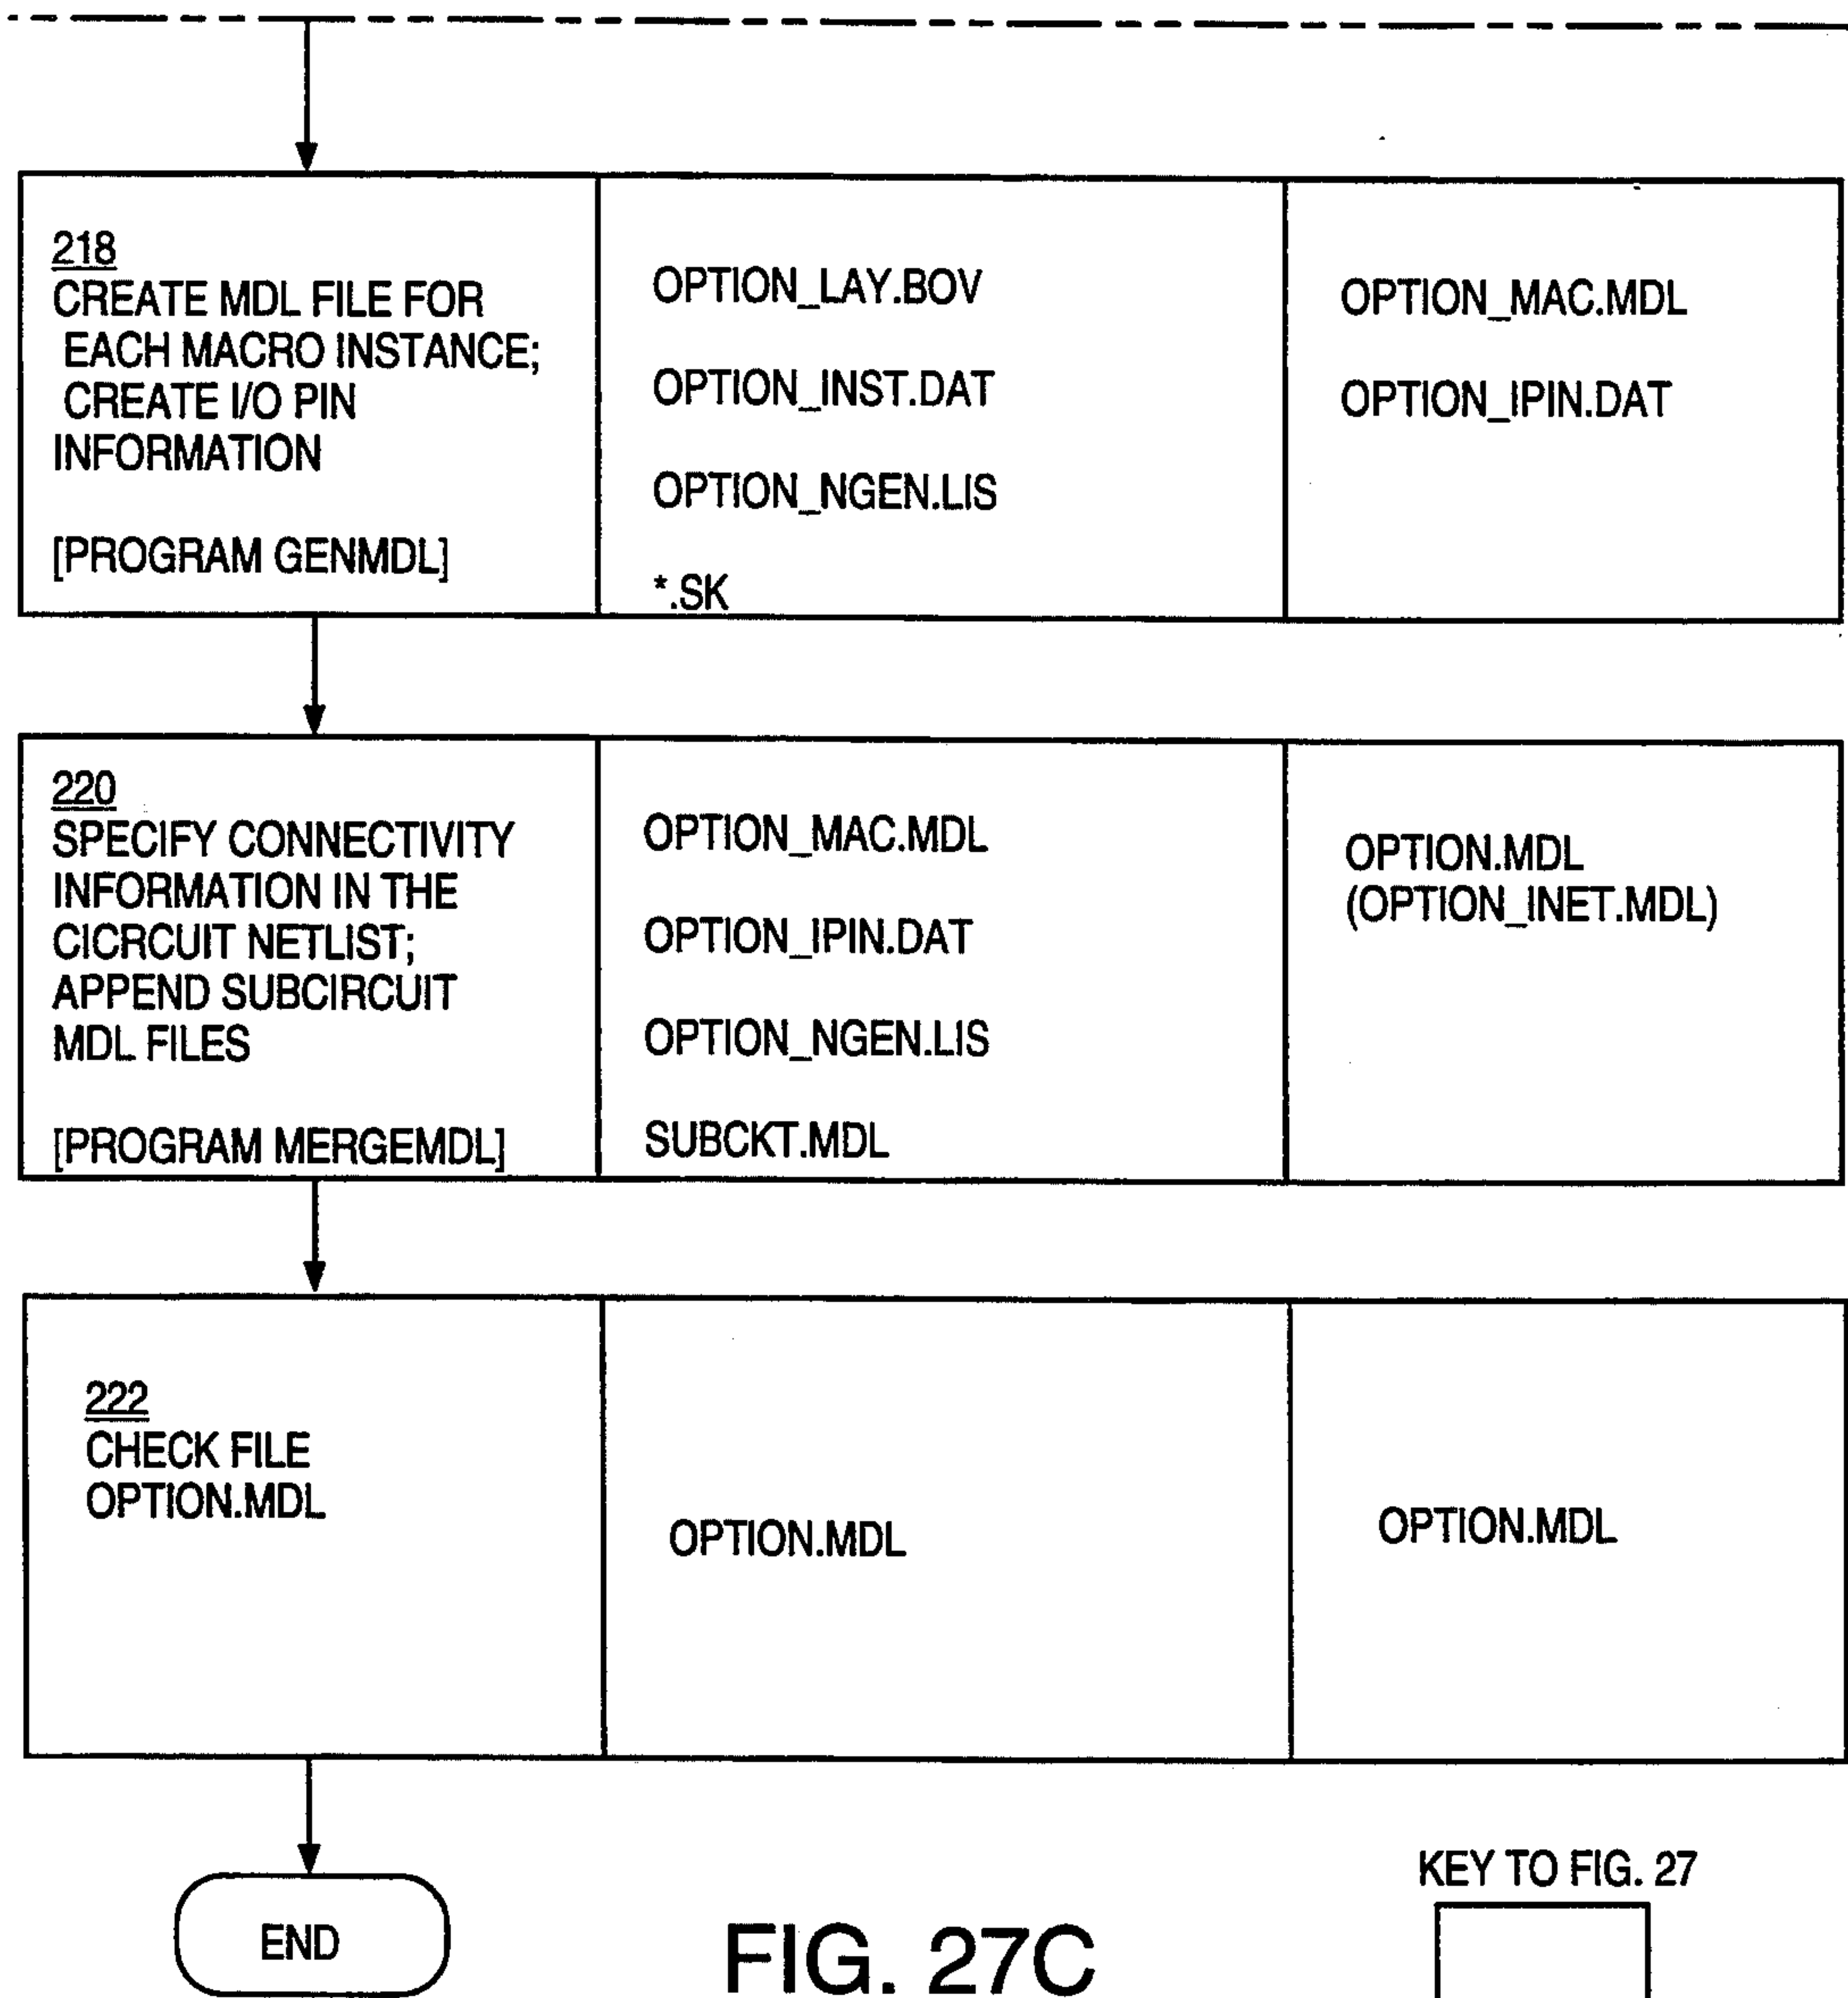 218
CREATE MDL FILE FOR
EACH MACRO INSTANCE;
CREATE I/O PIN
INFORMATION
[PROGRAM GENMDL]
OPTION_LAY.BOV
OPTION_INST.DAT
OPTION_NGEN.LIS
*.SK
OPTION_MAC.MDL
OPTION_IPIN.DAT
220
SPECIFY CONNECTIVITY
INFORMATION IN THE
CICRCUIT NETLIST;
APPEND SUBCIRCUIT
MDL FILES
[PROGRAM MERGEMDL]
OPTION_MAC.MDL
OPTION_IPIN.DAT
OPTION_NGEN.LIS
SUBCKT.MDL
OPTION.MDL
(OPTION_INET.MDL)
222
CHECK FILE
OPTION.MDL
OPTION.MDL
OPTION.MDL
END
FIG. 27C
KEY TO FIG. 27